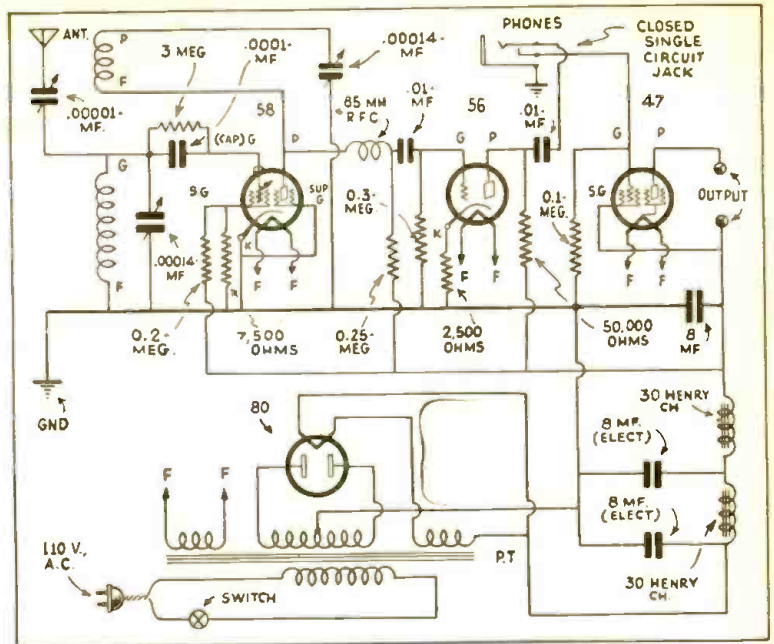 ANT.
P
F
3 MEG
.0001-
MF
.00014-
MF
PHONES
CLOSED
SINGLE
CIRCUIT
JACK
.00001-
MF.
(CAP) G
58
P
85 MH
R F C
.01-
MF
56
.01-
MF
47
G
G
P
G
P
SG
SUP
G
K
0.3-
MEG.
K
0.1-
MEG.
SG
OUTPUT
.00014-
MF
F
F
F
F
F
F
F
0.2-
MEG.
7,500
OHMS
0.25-
MEG
2,500
OHMS
50,000
OHMS
8
MF
GND
80
30 HENRY
CH
8 MF.
(ELECT)
F
F
8 MF.
(ELECT)
110 V.,
A.C.
P.T
SWITCH
30 HENRY
CH.